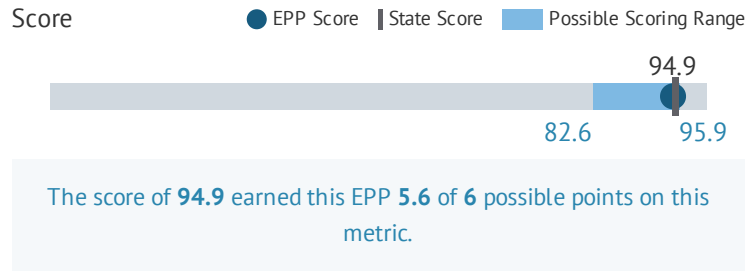 Score EPP Score State Score Possible Scoring Range
94.9
82.6 95.9
The score of 94.9 earned this EPP 5.6 of 6 possible points on this
metric.